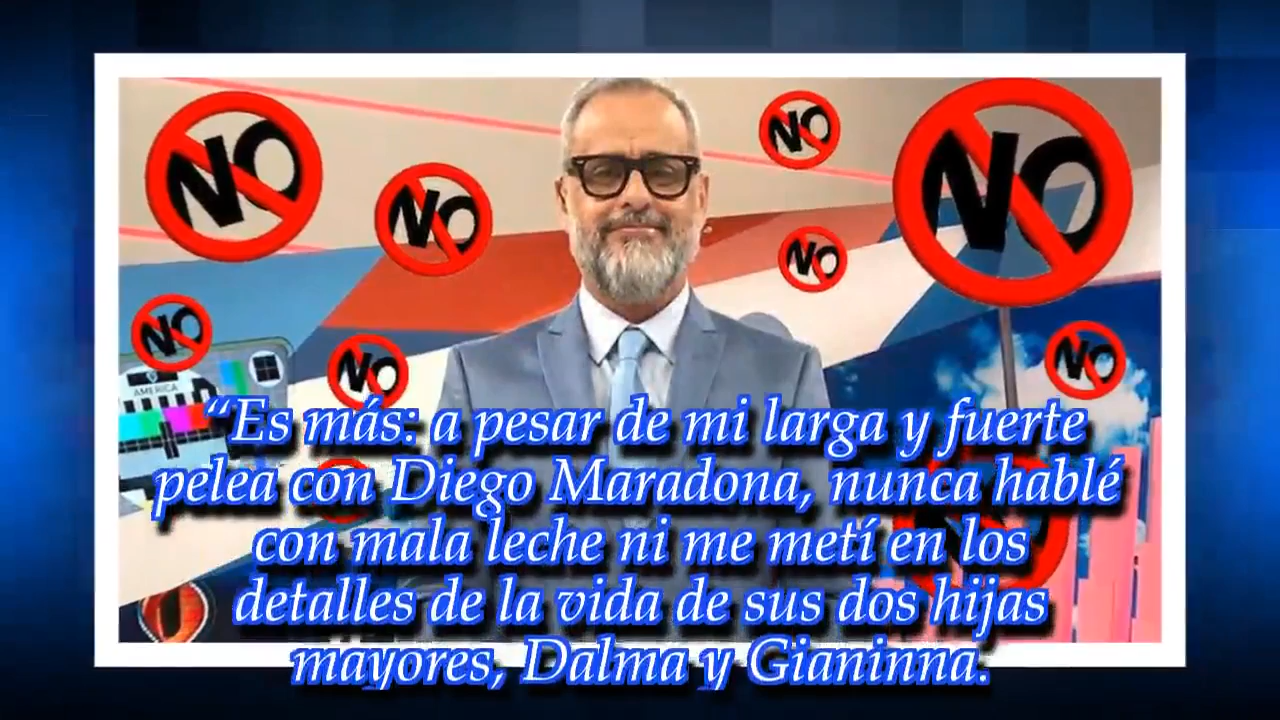 NO
NO
NO
NO
NO
NO
NO
NO
AMERICA
“Es más: a pesar de mi larga y fuerte
pelea con Diego Maradona, nunca hablé
con mala leche ni me metí en los
detalles de la vida de sus dos hijas
mayores, Dalma y Gianinna.